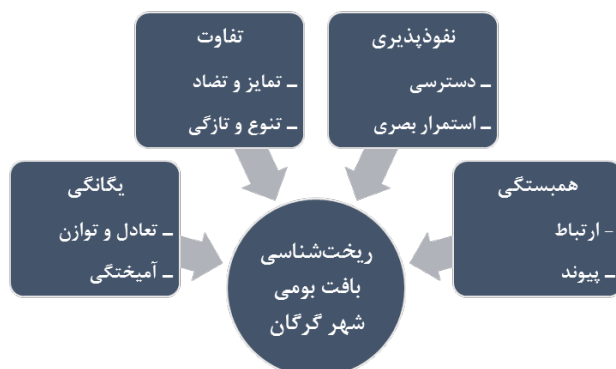 نفوذپذیری
ـ دسترسی
ـ استمرار بصری
تفاوت
ـ تمایز و تضاد
ـ تنوع و تازگی
همبستگی
- ارتباط
ـ پیوند
یگانگی
ـ تعادل و توازن
ـ آمیختگی
ریخت‌شناسی
بافت بومی
شهر گرگان